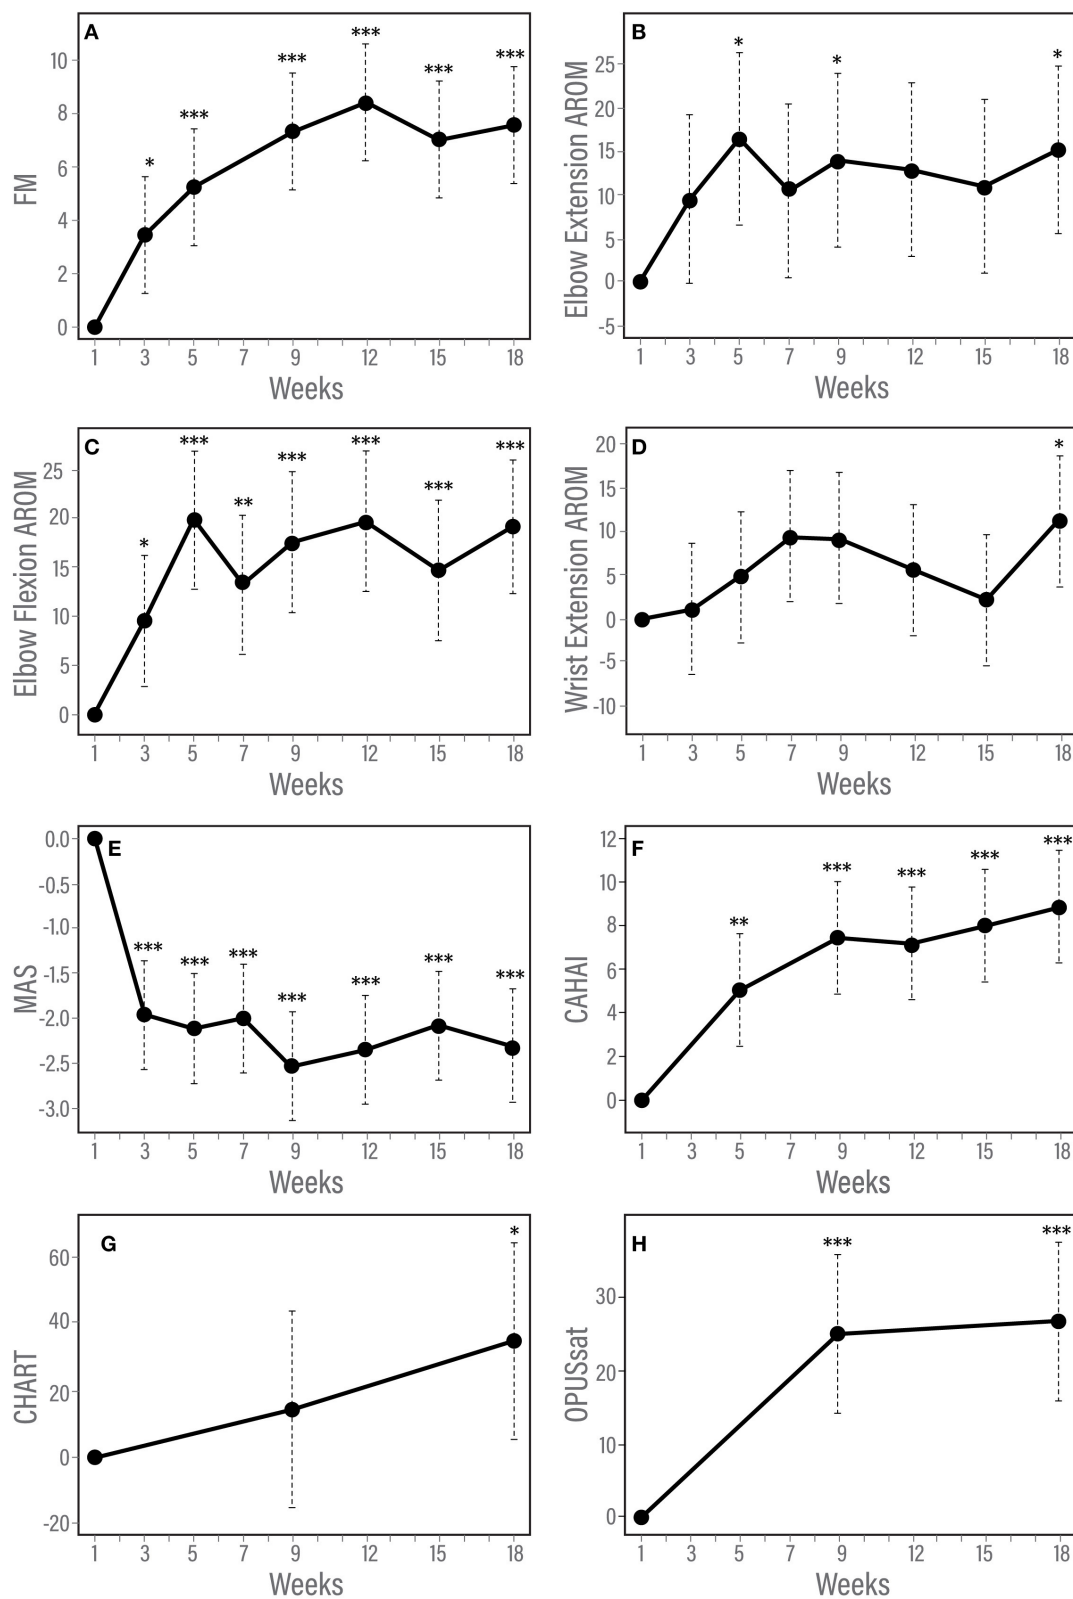 A
***
***
***
***
***
*
10
8
6
4
2
0
FM
1 3 5 7 9 12 15 18
Weeks
B
*
*
*
25
20
15
10
5
0
-5
Elbow Extension AROM
1 3 5 7 9 12 15 18
Weeks
C
*
***
**
***
***
***
***
25
20
15
10
5
0
Elbow Flexion AROM
1 3 5 7 9 12 15 18
Weeks
D
*
20
15
10
5
0
-5
-10
Wrist Extension AROM
1 3 5 7 9 12 15 18
Weeks
E
***
***
***
***
***
***
***
0.0
-0.5
-1.0
-1.5
-2.0
-2.5
-3.0
MAS
1 3 5 7 9 12 15 18
Weeks
F
**
***
***
***
***
12
10
8
6
4
2
0
CAHAI
1 3 5 7 9 12 15 18
Weeks
G
*
60
40
20
0
-20
CHART
1 3 5 7 9 12 15 18
Weeks
H
***
***
30
20
10
0
OPUSsat
1 3 5 7 9 12 15 18
Weeks